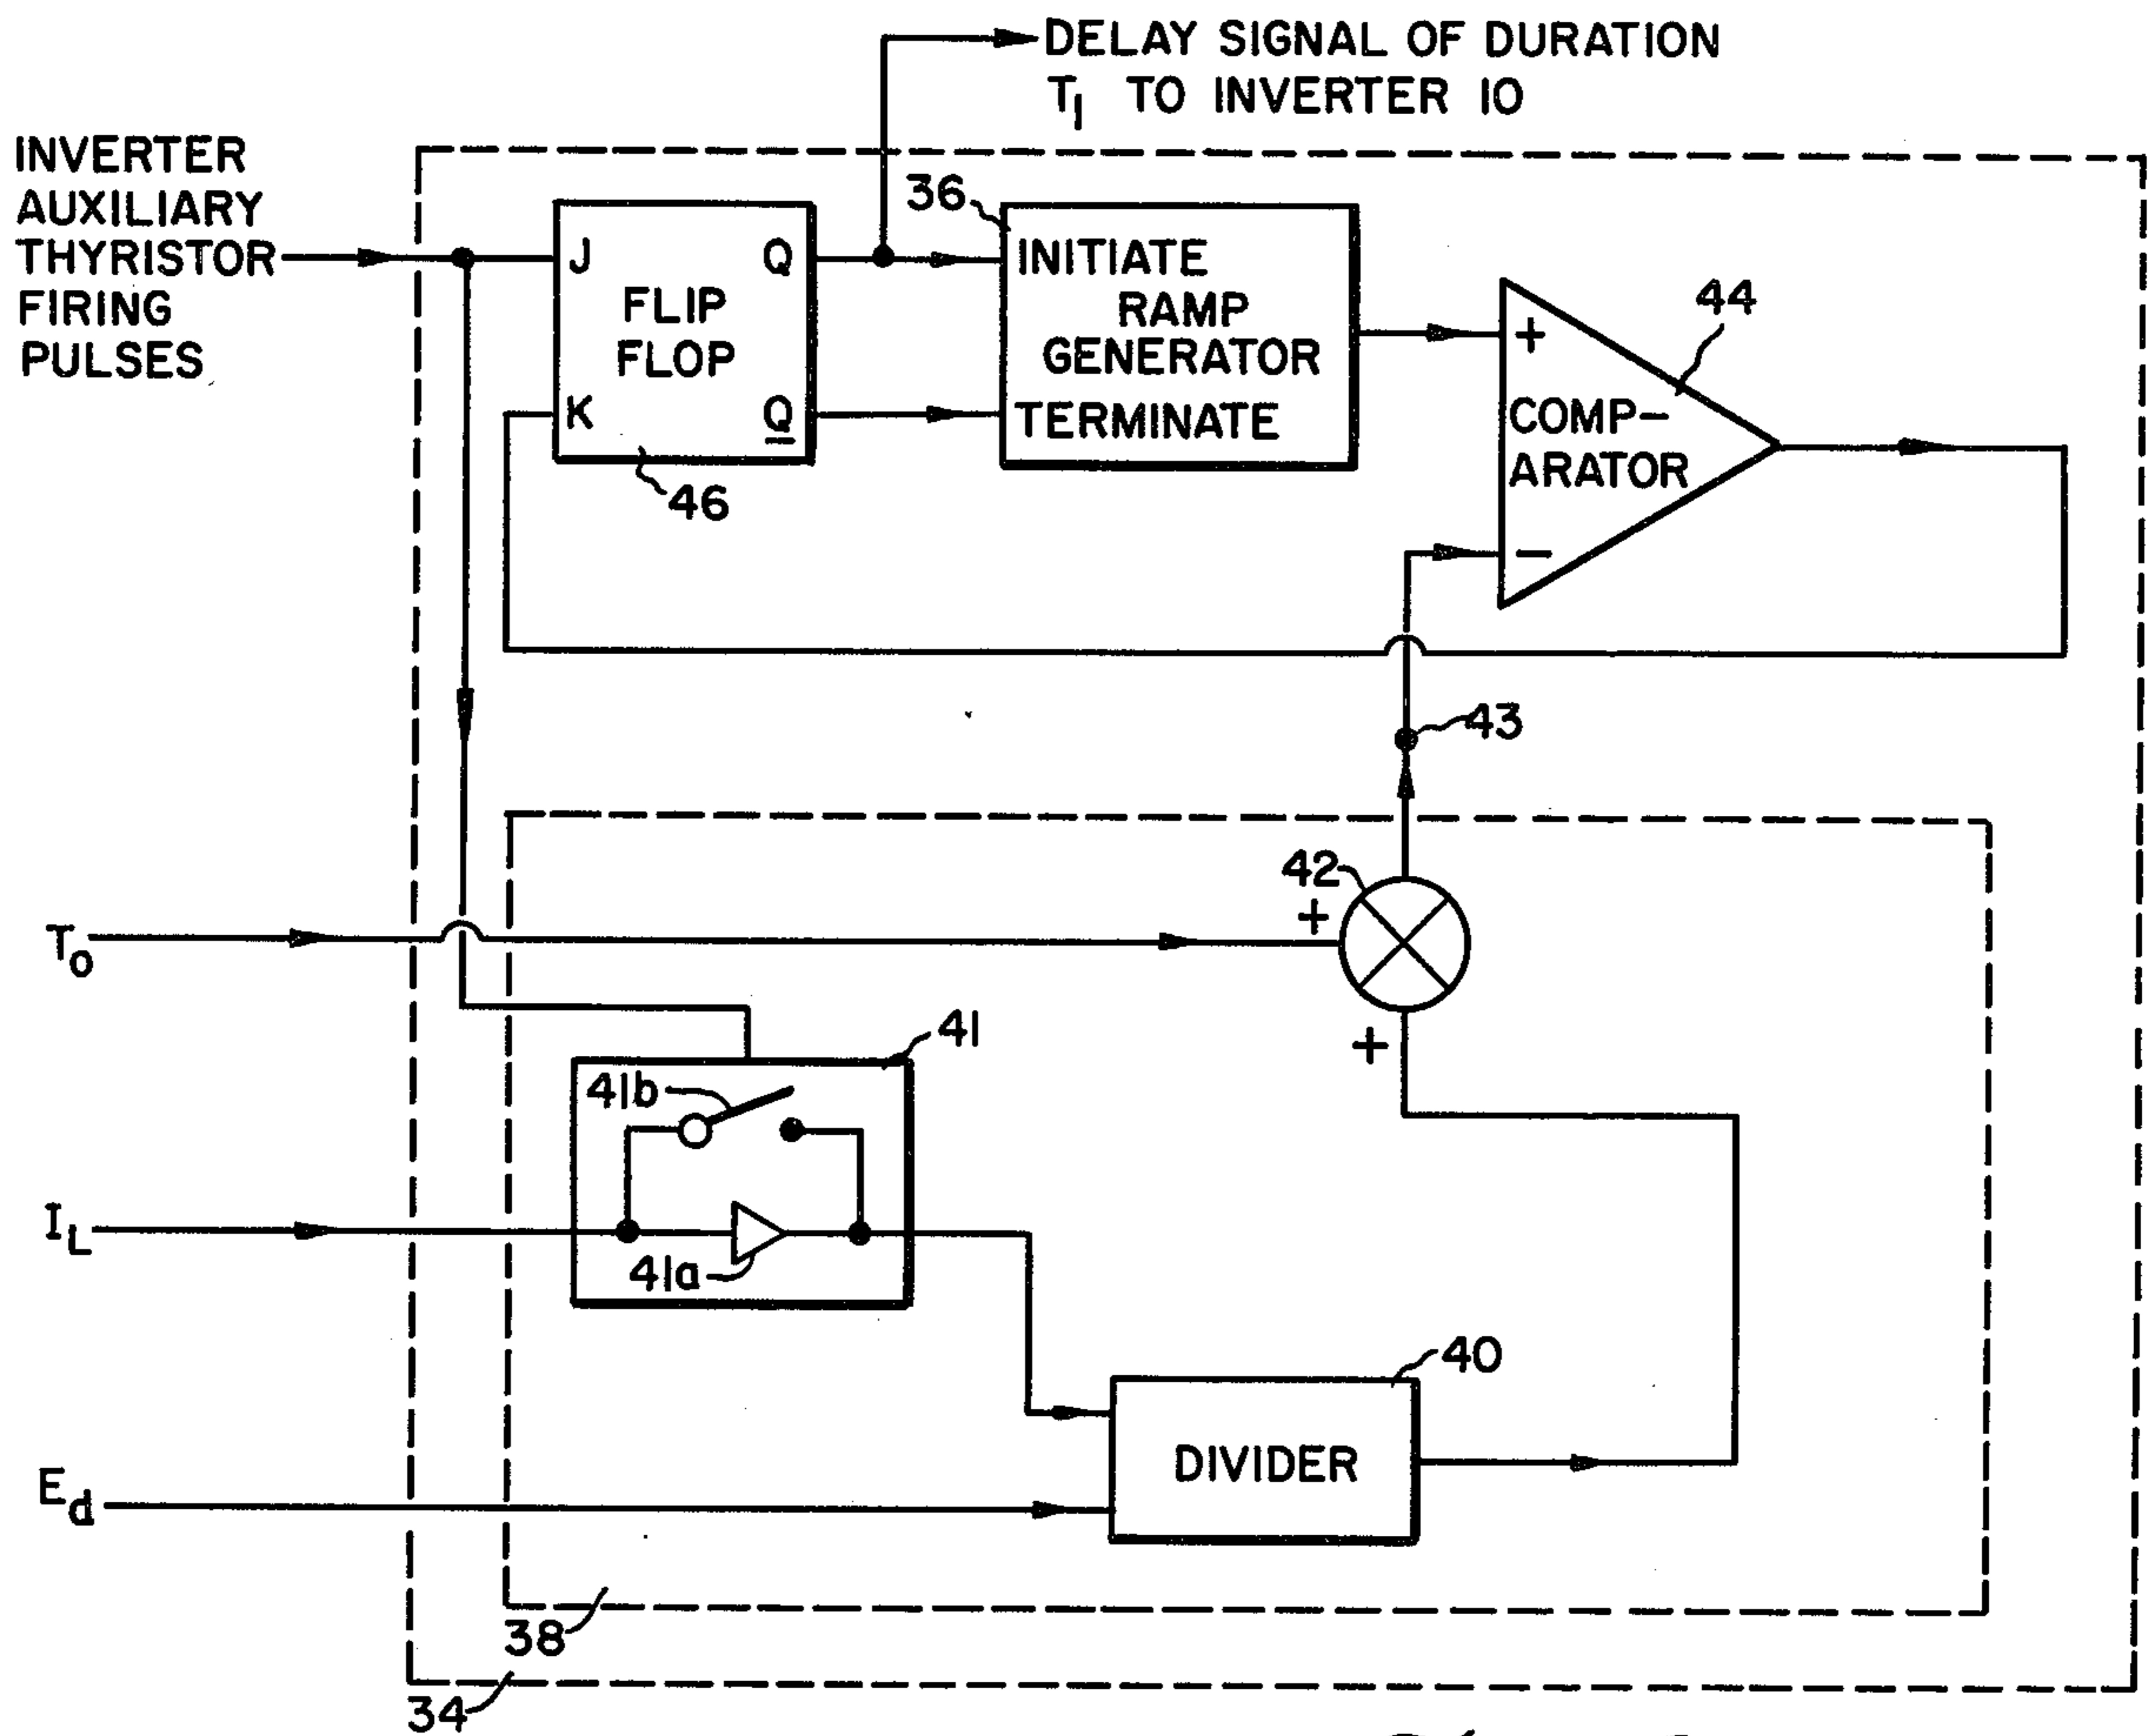 DELAY SIGNAL OF DURATION
T1 TO INVERTER 10
INVERTER
AUXILIARY
THYRISTOR
FIRING
PULSES
36
J
Q
FLIP
FLOP
K
Q
46
INITIATE
RAMP
GENERATOR
TERMINATE
44
+
COMP-
ARATOR
−
43
42
+
To
+
41
41b
IL
41a
40
DIVIDER
Ed
38
34